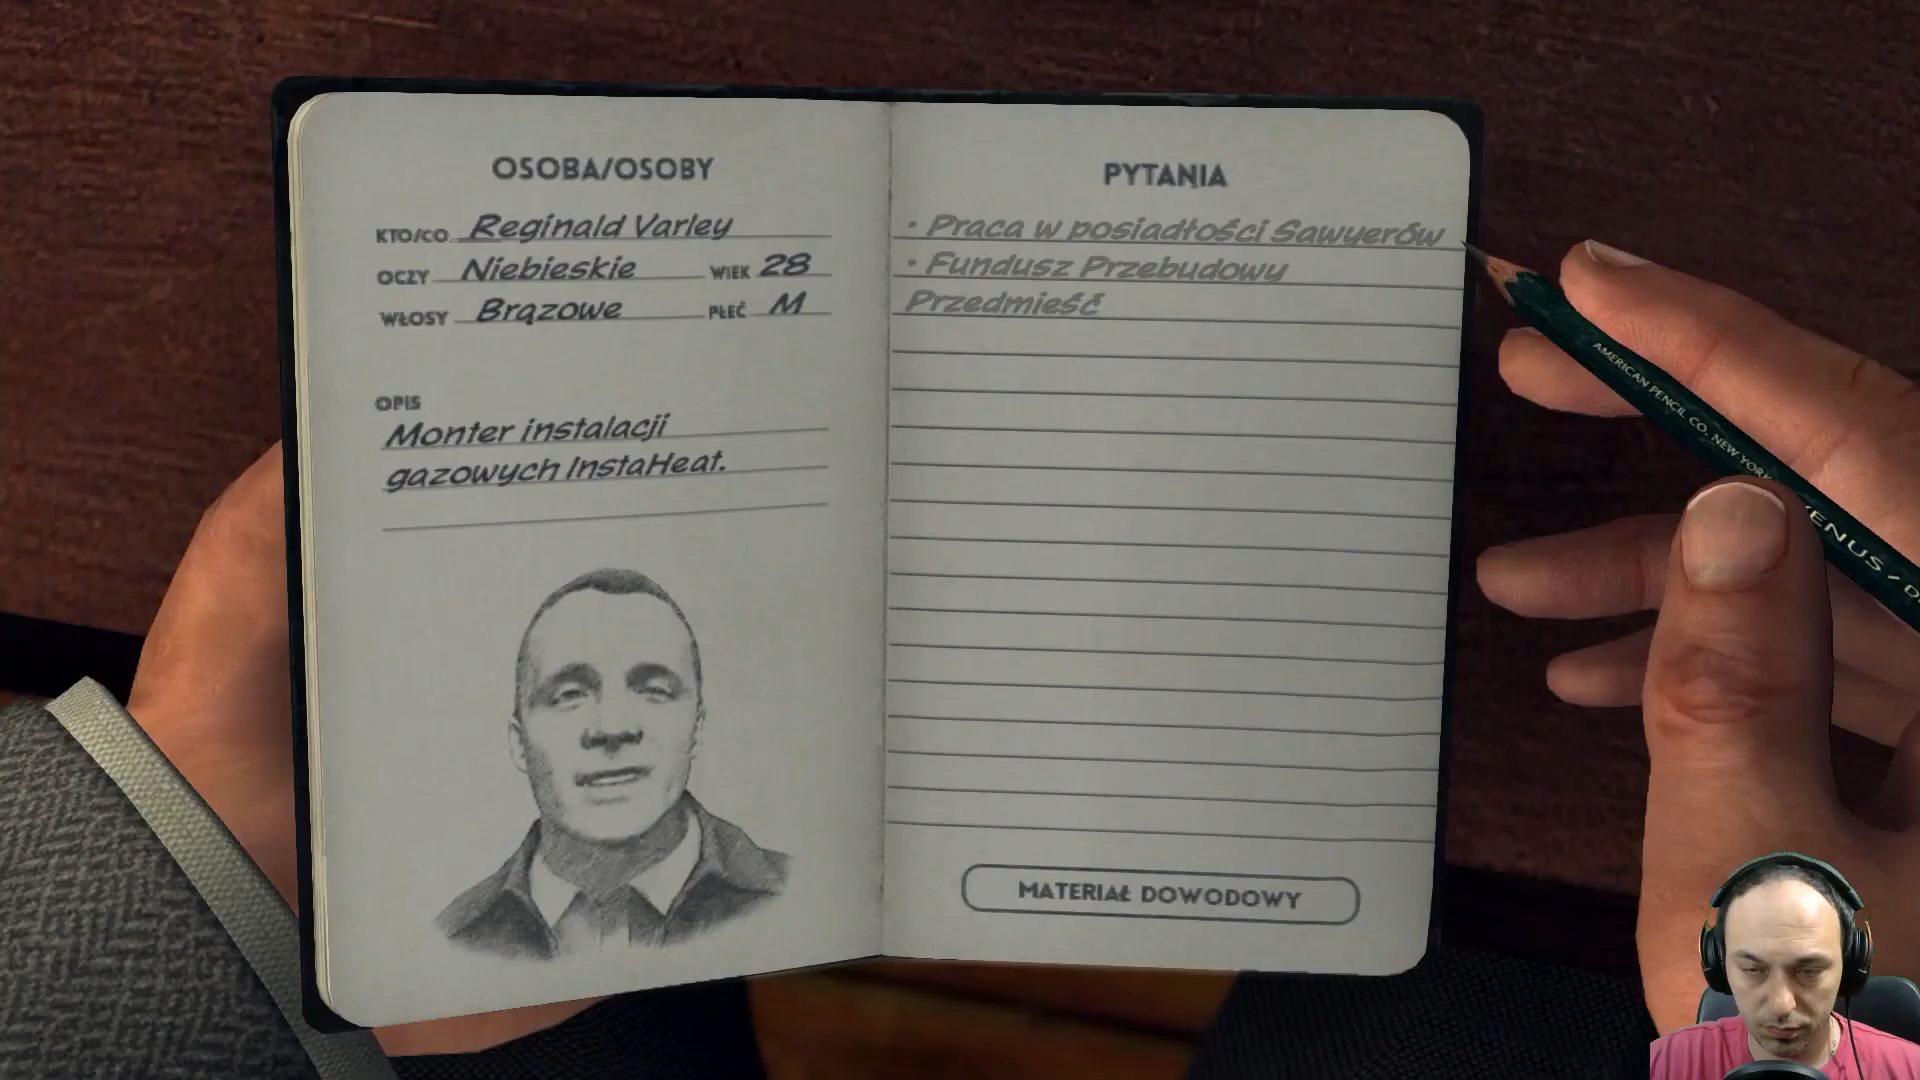 OSOBA/OSOBY
KTO/CO Reginald Varley
OCZY Niebieskie WIEK 28
WŁOSY Brązowe PŁEĆ M
OPIS
Monter instalacji
gazowych InstaHeat.
PYTANIA
• Praca w posiadłości Sawyerów
• Fundusz Przebudowy
Przedmieść
MATERIAŁ DOWODOWY
AMERICAN PENCIL CO. NEW YORK
VENUS / D